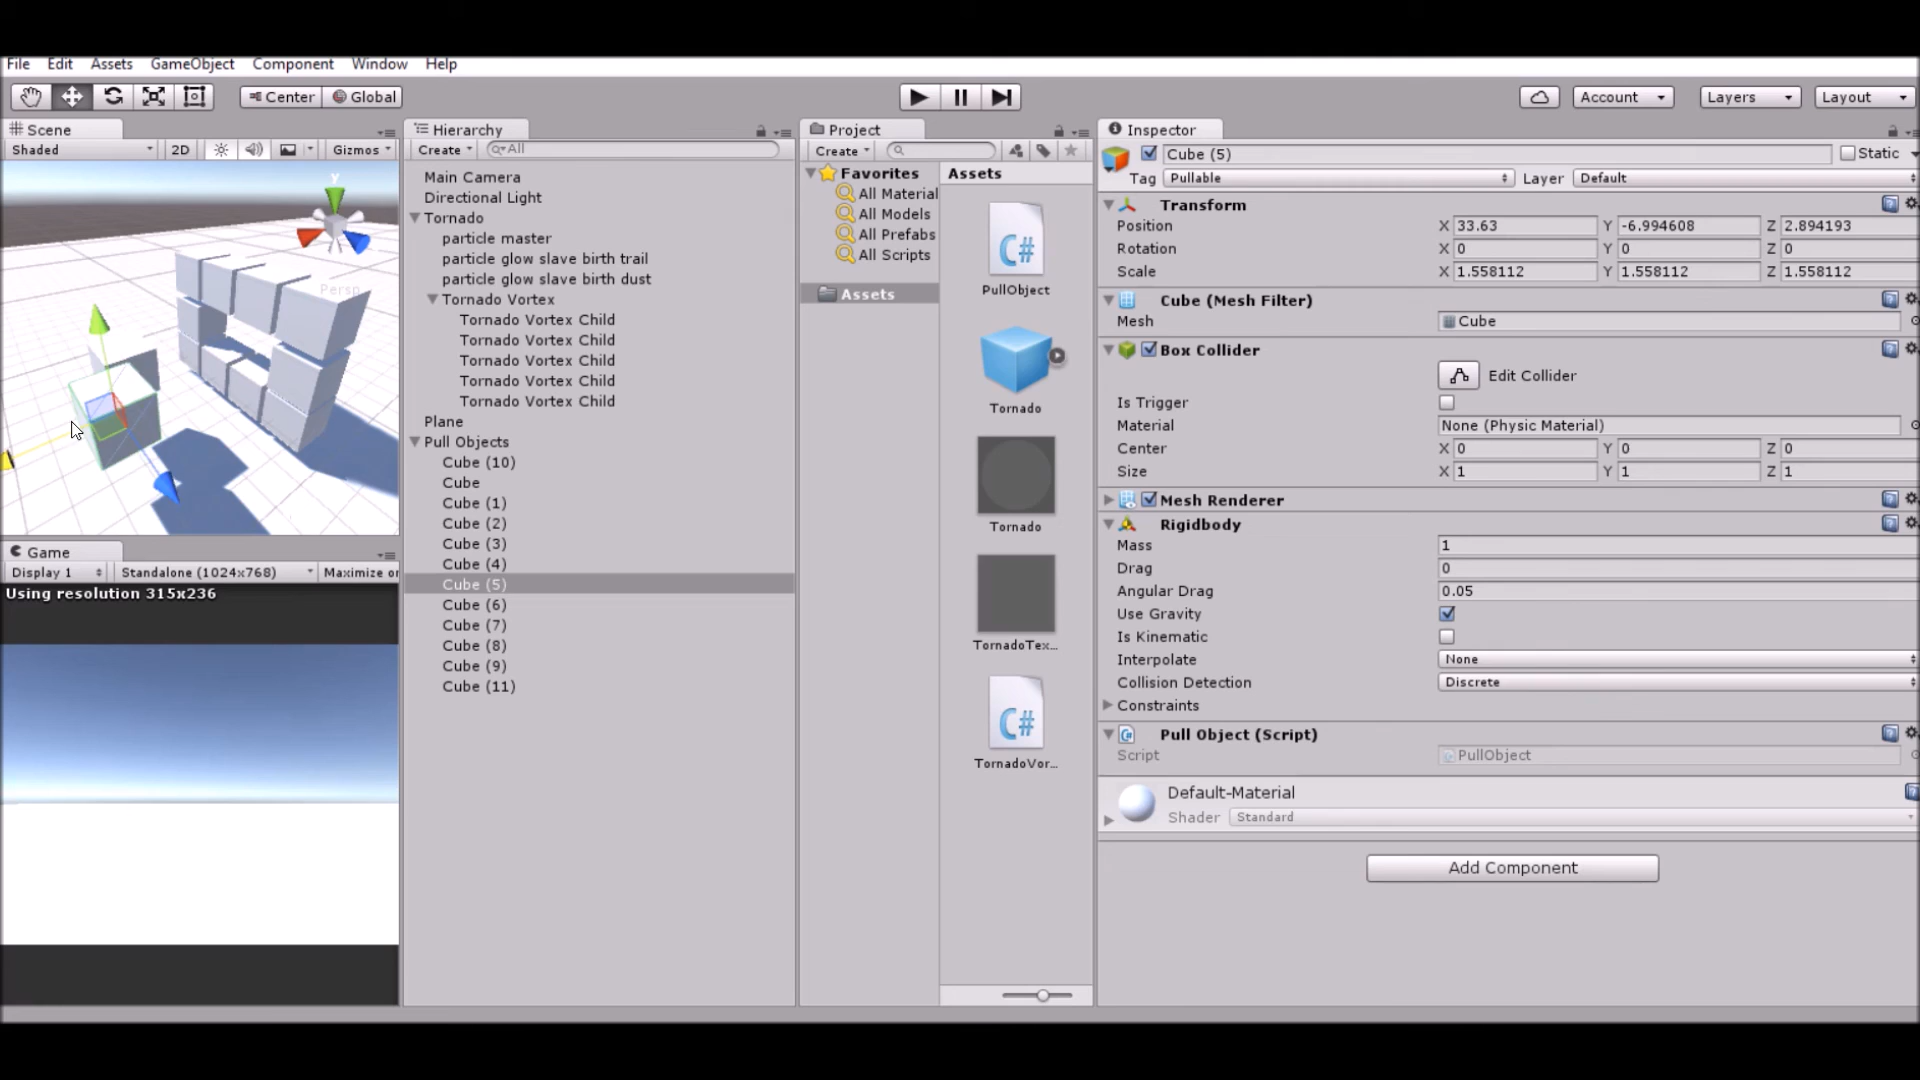 File Edit Assets GameObject Component Window Help
Center Global Account Layers Layout
Scene
Shaded 2D Gizmos
y
Persp
Game
Display 1 Standalone (1024x768) Maximize or
Using resolution 315x236
Hierarchy
Create All
Main Camera
Directional Light
Tornado
particle master
particle glow slave birth trail
particle glow slave birth dust
Tornado Vortex
Tornado Vortex Child
Tornado Vortex Child
Tornado Vortex Child
Tornado Vortex Child
Tornado Vortex Child
Plane
Pull Objects
Cube (10)
Cube
Cube (1)
Cube (2)
Cube (3)
Cube (4)
Cube (5)
Cube (6)
Cube (7)
Cube (8)
Cube (9)
Cube (11)
Project
Create
Favorites
All Material
All Models
All Prefabs
All Scripts
Assets
Assets
C#
PullObject
Tornado
Tornado
TornadoTex...
C#
TornadoVor...
Inspector
Cube (5) Static
Tag Pullable Layer Default
Transform
Position X 33.63 Y -6.994608 Z 2.894193
Rotation X 0 Y 0 Z 0
Scale X 1.558112 Y 1.558112 Z 1.558112
Cube (Mesh Filter)
Mesh Cube
Box Collider
Edit Collider
Is Trigger
Material None (Physic Material)
Center X 0 Y 0 Z 0
Size X 1 Y 1 Z 1
Mesh Renderer
Rigidbody
Mass 1
Drag 0
Angular Drag 0.05
Use Gravity
Is Kinematic
Interpolate None
Collision Detection Discrete
Constraints
Pull Object (Script)
Script PullObject
Default-Material
Shader Standard
Add Component